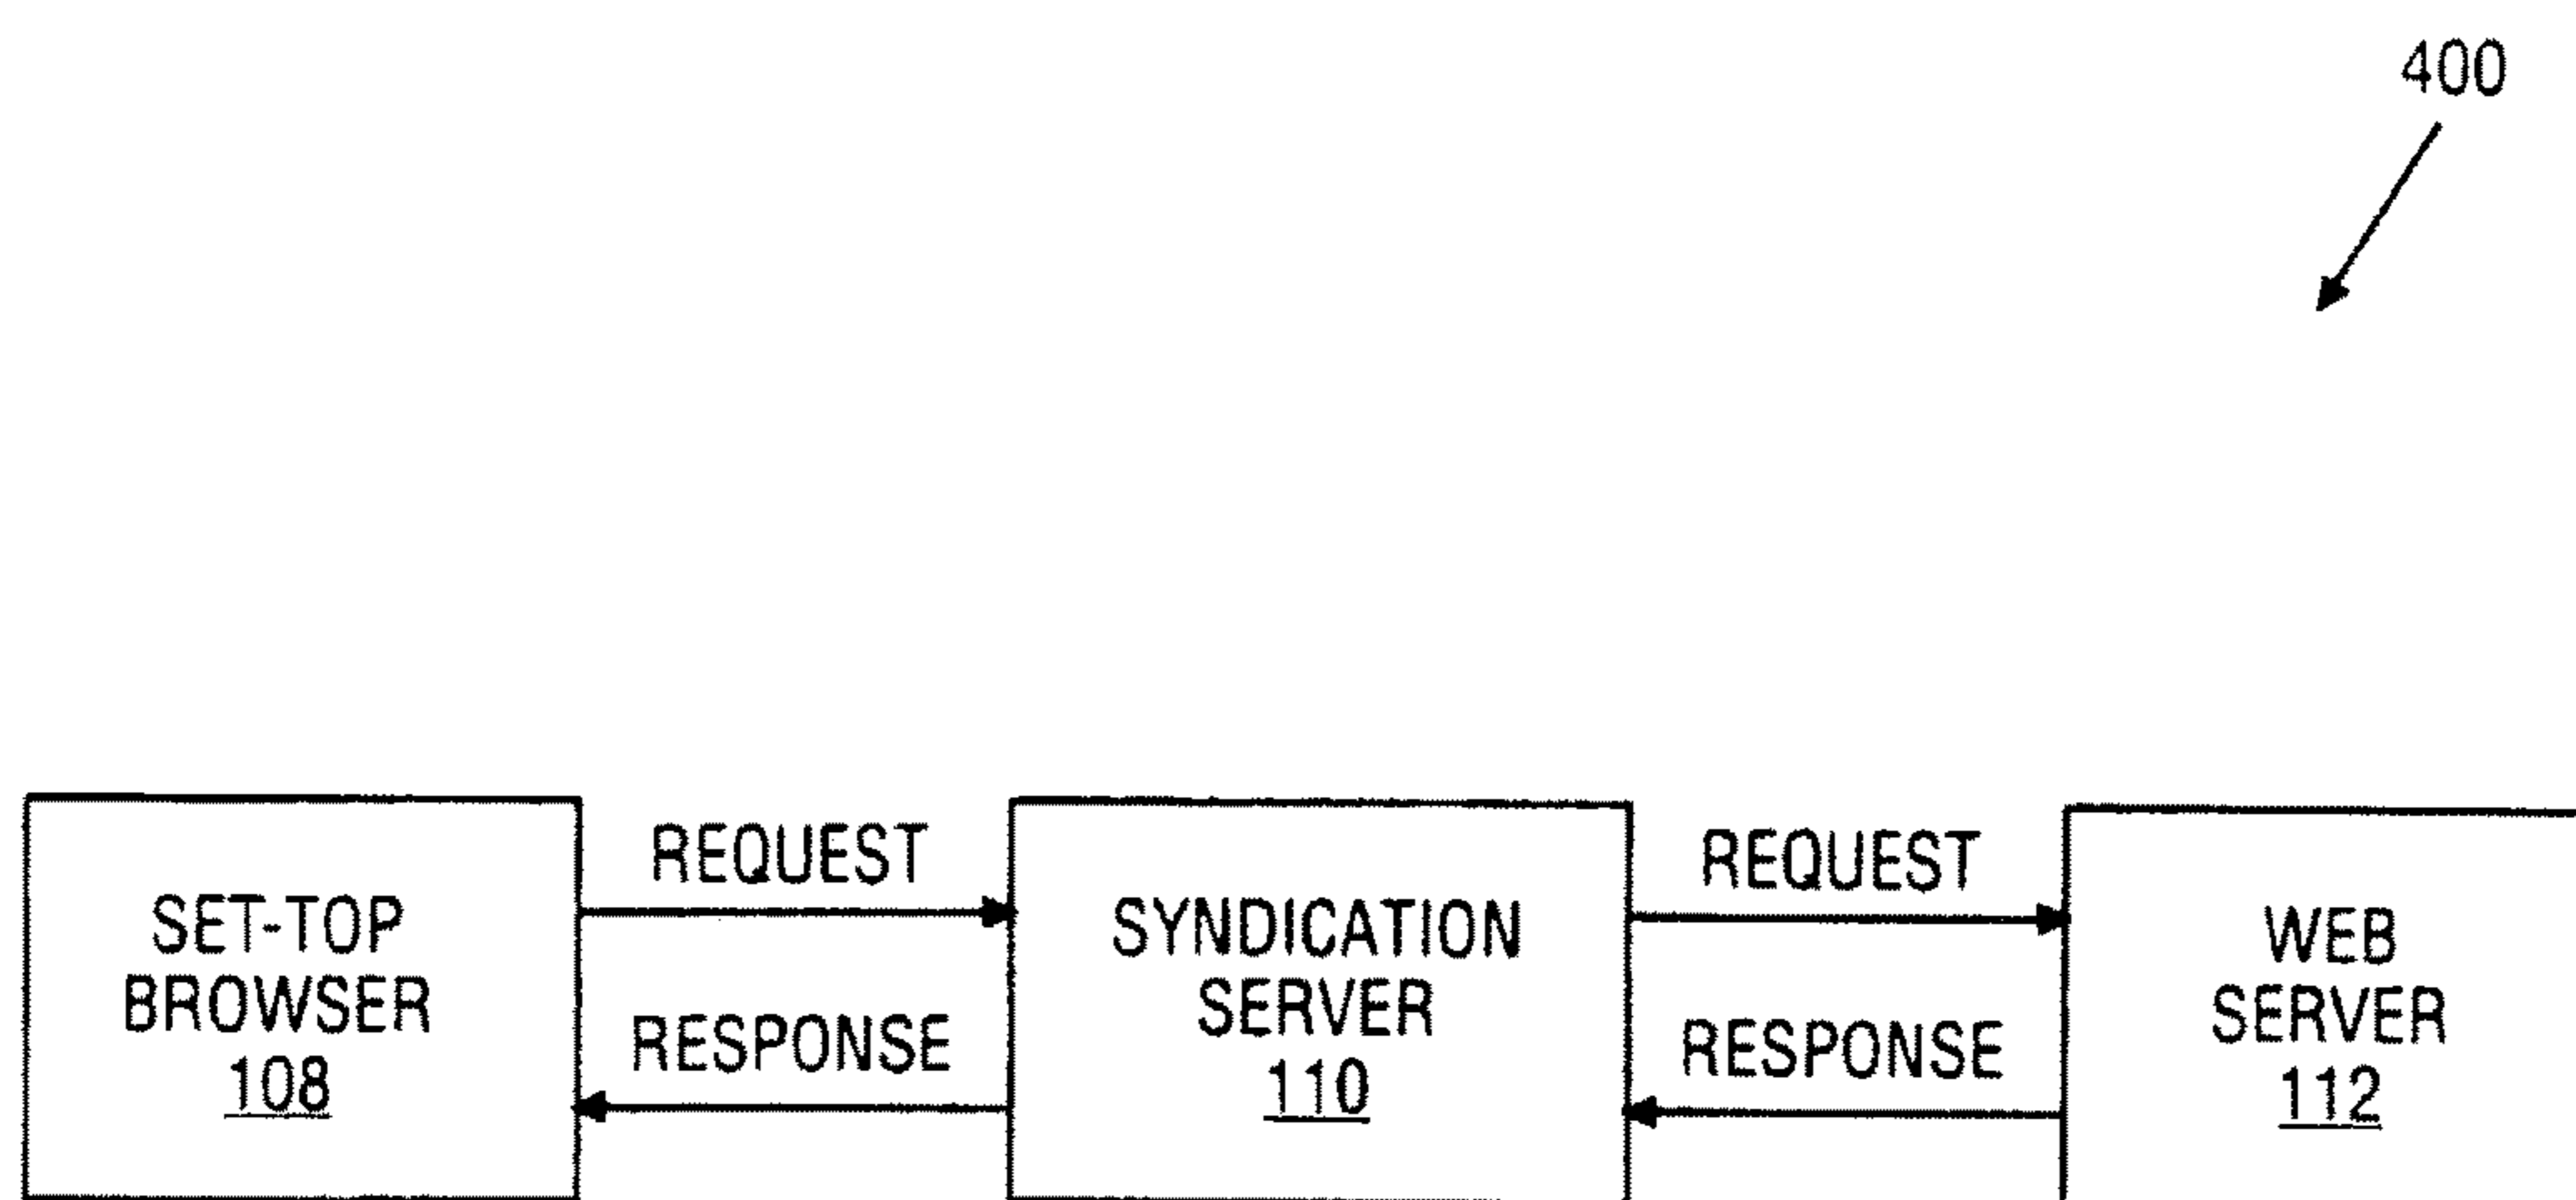 400
SET-TOP
BROWSER
108
REQUEST
RESPONSE
SYNDICATION
SERVER
110
REQUEST
RESPONSE
WEB
SERVER
112